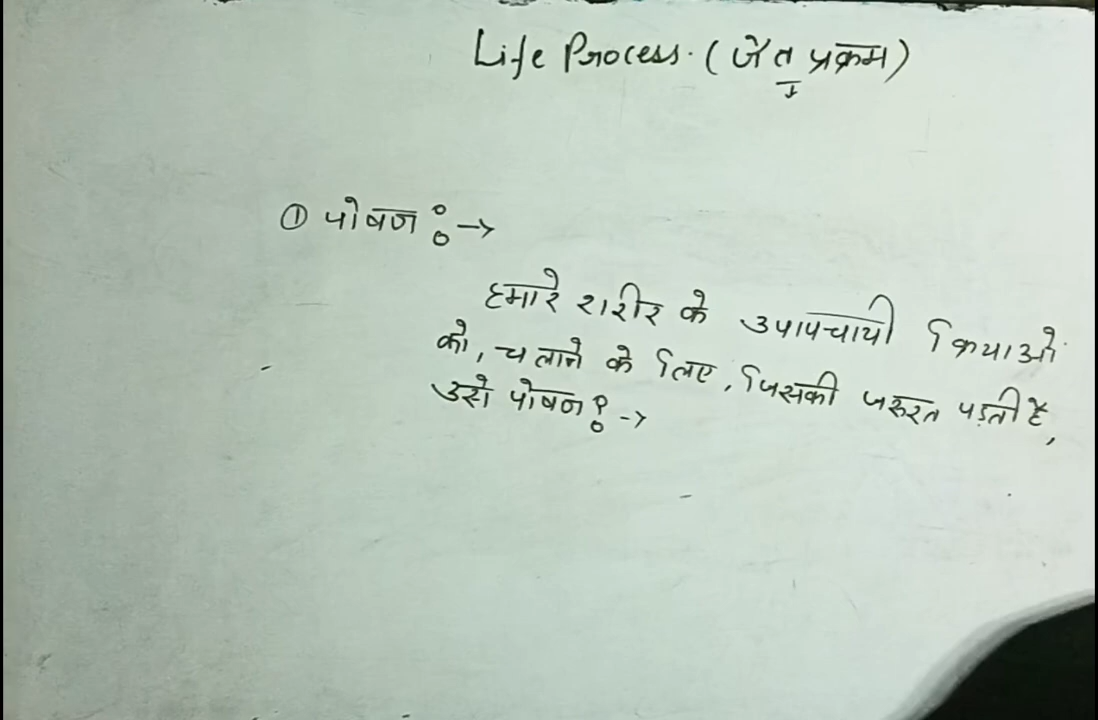 Life Process. (जैत प्रक्रम)
① पोषण :->
हमारे शरीर के उपापचायी क्रियाओं
को, चलाने के लिए, जिसकी जरूरत पड़ती है,
उसे पोषण :->